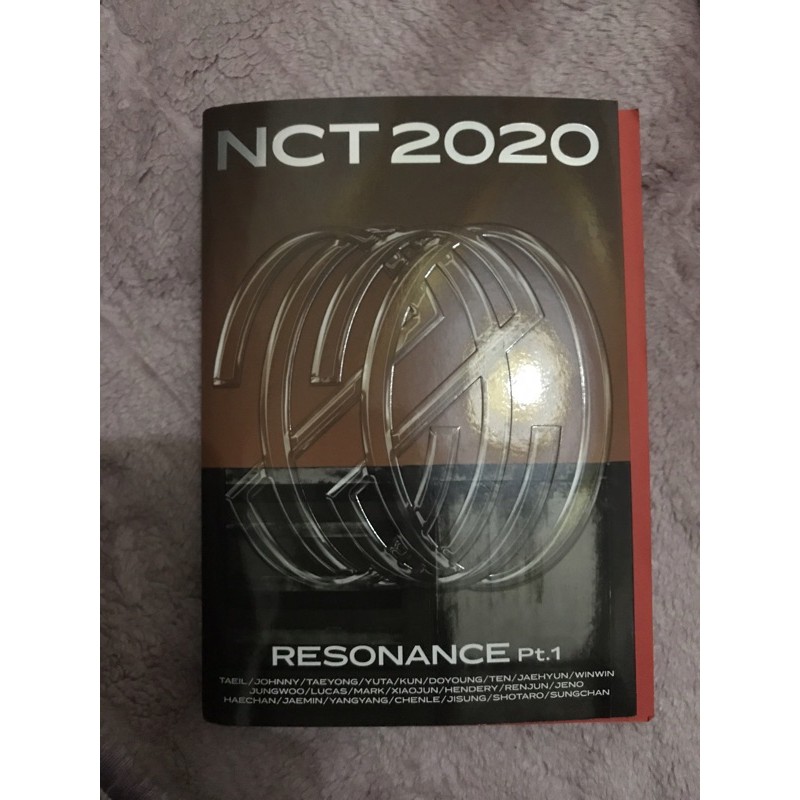 NCT 2020
RESONANCE Pt.1
TAEIL/JOHNNY/TAEYONG/YUTA/KUN/DOYOUNG/TEN/JAEHYUN/WINWIN
JUNGWOO/LUCAS/MARK/XIAOJUN/HENDERY/RENJUN/JENO
HAECHAN/JAEMIN/YANGYANG/CHENLE/JISUNG/SHOTARO/SUNGCHAN